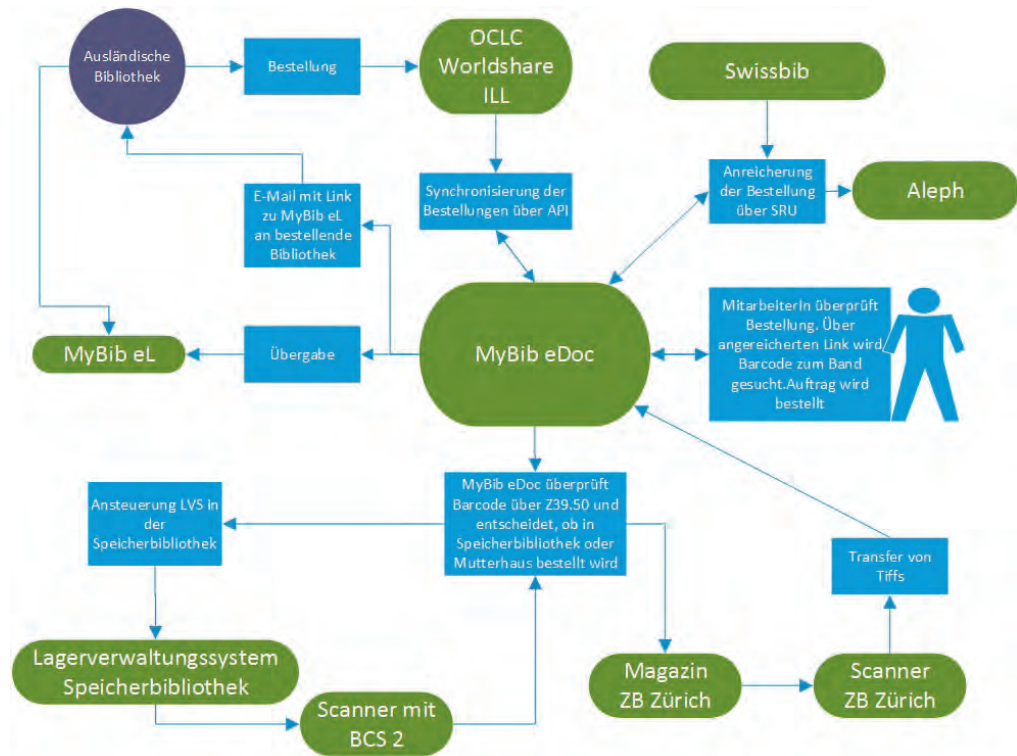 Ausländische
Bibliothek
Bestellung
OCLC
Worldshare
ILL
Swissbib
E-Mail mit Link
zu MyBib eL
an bestellende
Bibliothek
Synchronisierung der
Bestellungen über API
Anreicherung
der Bestellung
über SRU
Aleph
MyBib eL
Übergabe
MyBib eDoc
MitarbeiterIn überprüft
Bestellung. Über
angereicherten Link wird
Barcode zum Band
gesucht.Auftrag wird
bestellt
Ansteuerung LVS in
der
Speicherbibliothek
MyBib eDoc überprüft
Barcode über Z39.50 und
entscheidet, ob in
Speicherbibliothek oder
Mutterhaus bestellt wird
Transfer von
Tiffs
Lagerverwaltungssystem
Speicherbibliothek
Scanner mit
BCS 2
Magazin
ZB Zürich
Scanner
ZB Zürich